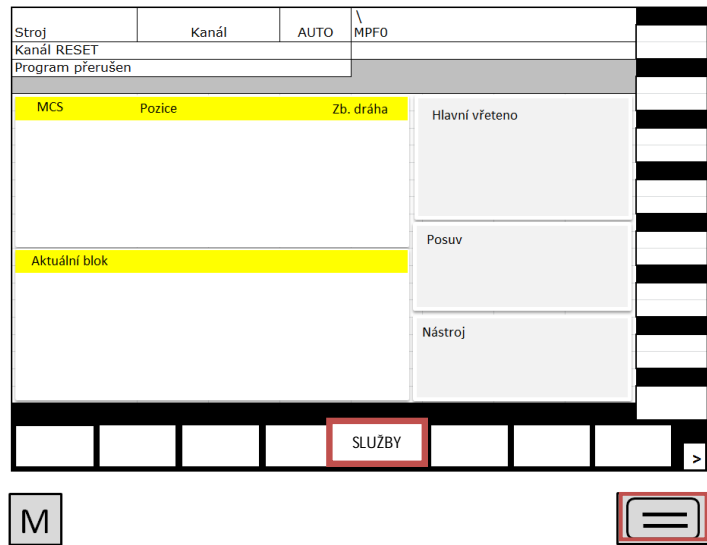 \
Stroj Kanál AUTO MPF0
Kanál RESET
Program přerušen
MCS Pozice Zb. dráha
Hlavní vřeteno
Posuv
Aktuální blok
Nástroj
SLUŽBY
>
M